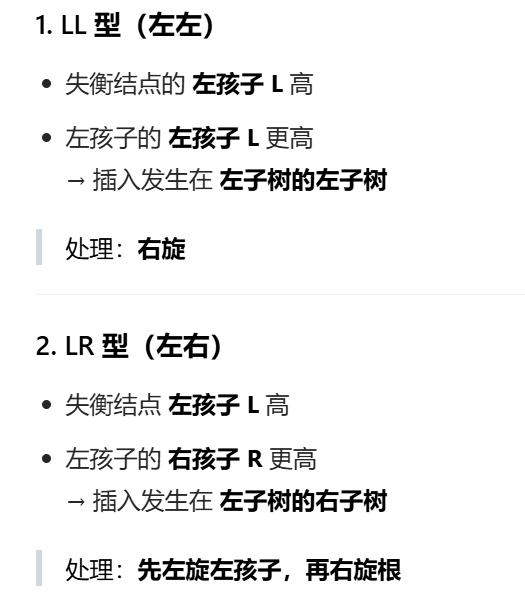 1. LL 型（左左）
• 失衡结点的 左孩子 L 高
• 左孩子的 左孩子 L 更高
→ 插入发生在 左子树的左子树
处理：右旋
2. LR 型（左右）
• 失衡结点 左孩子 L 高
• 左孩子的 右孩子 R 更高
→ 插入发生在 左子树的右子树
处理：先左旋左孩子，再右旋根